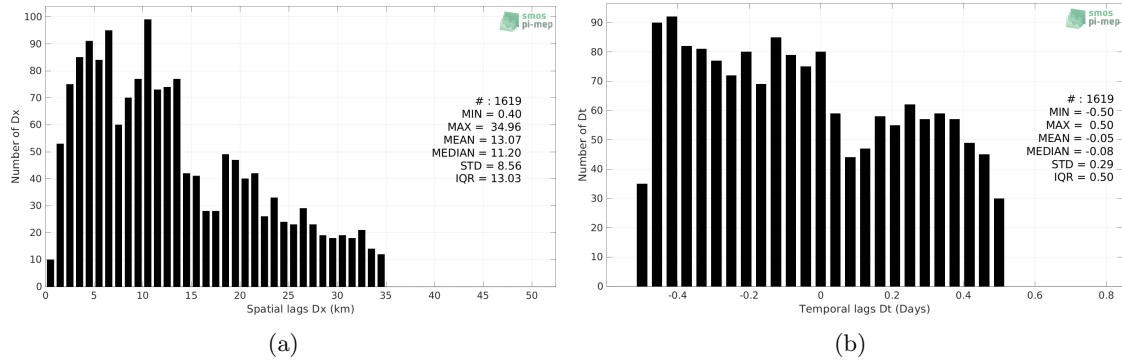 100
90
80
70
60
50
40
30
20
10
0
Number of Dx
smos
pi-mep
# : 1619
MIN = 0.40
MAX = 34.96
MEAN = 13.07
MEDIAN = 11.20
STD = 8.56
IQR = 13.03
0 5 10 15 20 25 30 35 40 45 50
Spatial lags Dx (km)
(a)
90
80
70
60
50
40
30
20
10
0
Number of Dt
smos
pi-mep
# : 1619
MIN = -0.50
MAX = 0.50
MEAN = -0.05
MEDIAN = -0.08
STD = 0.29
IQR = 0.50
-0.4 -0.2 0 0.2 0.4 0.6 0.8
Temporal lags Dt (Days)
(b)